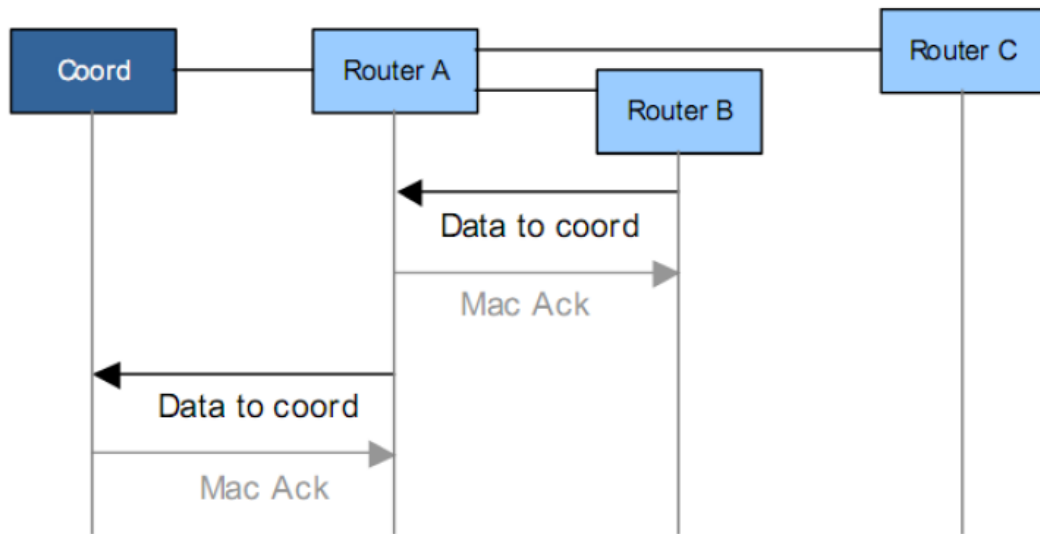 Coord
Router A
Router B
Router C
Data to coord
Mac Ack
Data to coord
Mac Ack